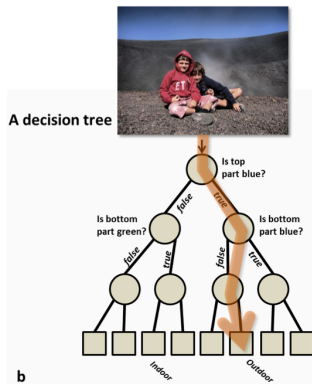 A decision tree
ET
Is top
part blue?
false
true
Is bottom
part green?
Is bottom
part blue?
false
true
false
true
Indoor
Outdoor
b